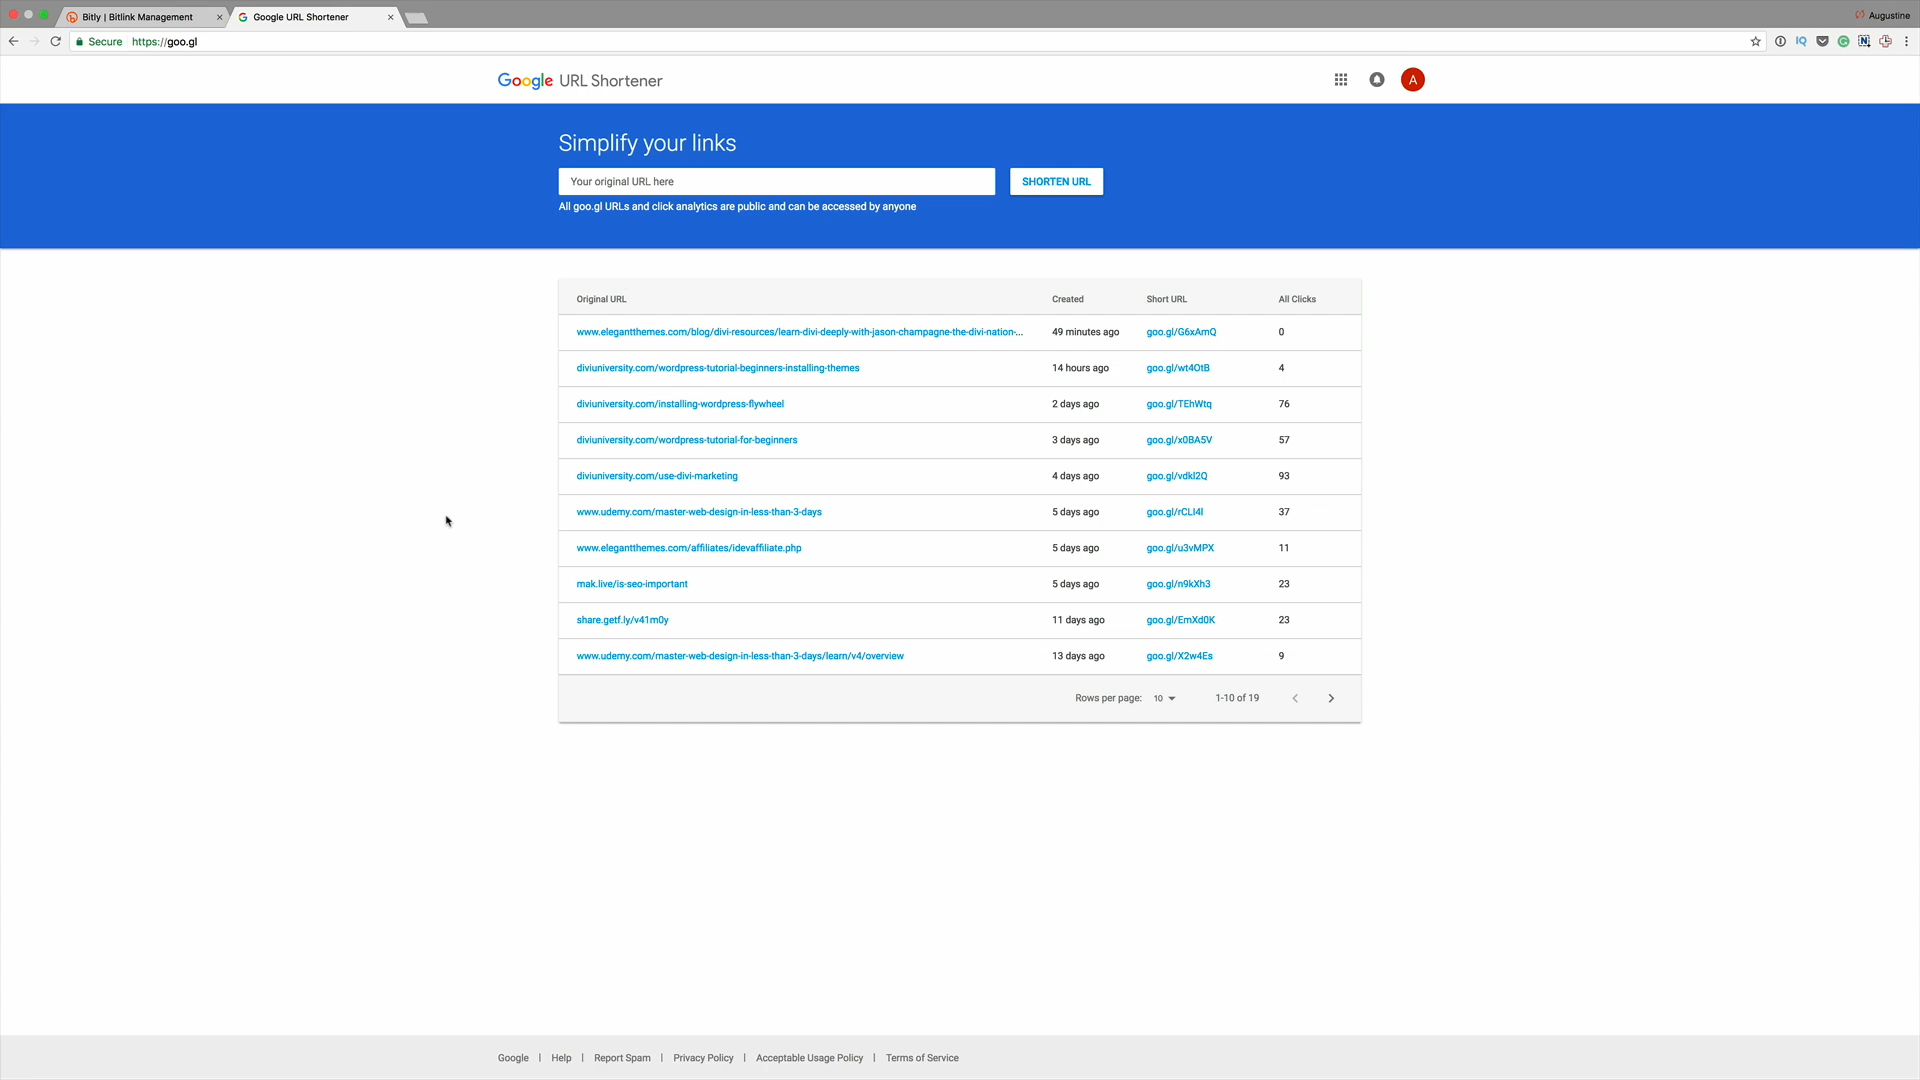 Bitly | Bitlink Management
Google URL Shortener
Augustine
Secure https://goo.gl
Google URL Shortener
A
Simplify your links
Your original URL here
SHORTEN URL
All goo.gl URLs and click analytics are public and can be accessed by anyone
Original URL Created Short URL All Clicks
www.elegantthemes.com/blog/divi-resources/learn-divi-deeply-with-jason-champagne-the-divi-nation-... 49 minutes ago goo.gl/G6xAmQ 0
diviuniversity.com/wordpress-tutorial-beginners-installing-themes 14 hours ago goo.gl/wt4OtB 4
diviuniversity.com/installing-wordpress-flywheel 2 days ago goo.gl/TEhWtq 76
diviuniversity.com/wordpress-tutorial-for-beginners 3 days ago goo.gl/x0BA5V 57
diviuniversity.com/use-divi-marketing 4 days ago goo.gl/vdkl2Q 93
www.udemy.com/master-web-design-in-less-than-3-days 5 days ago goo.gl/rCLI4l 37
www.elegantthemes.com/affiliates/idevaffiliate.php 5 days ago goo.gl/u3vMPX 11
mak.live/is-seo-important 5 days ago goo.gl/n9kXh3 23
share.getf.ly/v41m0y 11 days ago goo.gl/EmXd0K 23
www.udemy.com/master-web-design-in-less-than-3-days/learn/v4/overview 13 days ago goo.gl/X2w4Es 9
Rows per page: 10 1-10 of 19
Google | Help | Report Spam | Privacy Policy | Acceptable Usage Policy | Terms of Service